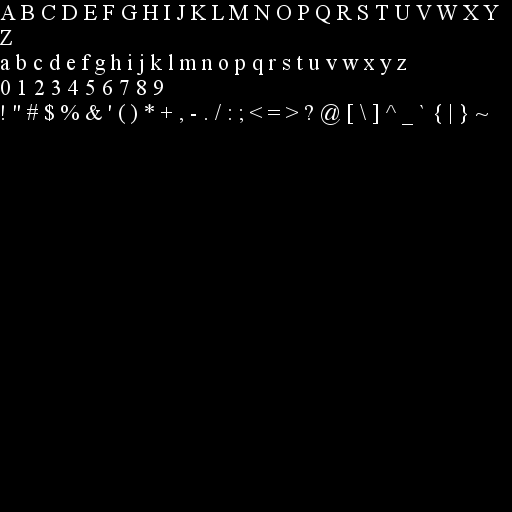 A B C D E F G H I J K L M N O P Q R S T U V W X Y
Z
a b c d e f g h i j k l m n o p q r s t u v w x y z
0 1 2 3 4 5 6 7 8 9
! " # $ % & ' ( ) * + , - . / : ; < = > ? @ [ \ ] ^ _ ` { | } ~